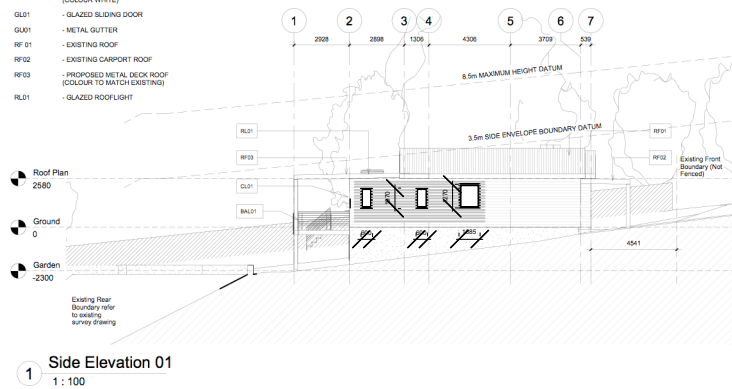 (COLOUR WHITE)
GL01 - GLAZED SLIDING DOOR
GU01 - METAL GUTTER
RF 01 - EXISTING ROOF
RF02 - EXISTING CARPORT ROOF
RF03 - PROPOSED METAL DECK ROOF
(COLOUR TO MATCH EXISTING)
RL01 - GLAZED ROOFLIGHT
1 2 3 4 5 6 7
2928 2898 1306 4306 3709 539
8.5m MAXIMUM HEIGHT DATUM
3.5m SIDE ENVELOPE BOUNDARY DATUM
RL01
RF03
CL01
BAL01
RF01
RF02
Existing Front
Boundary (Not
Fenced)
Roof Plan
2580
Ground
0
Garden
-2300
4541
Existing Rear
Boundary refer
to existing
survey drawing
1 Side Elevation 01
1 : 100